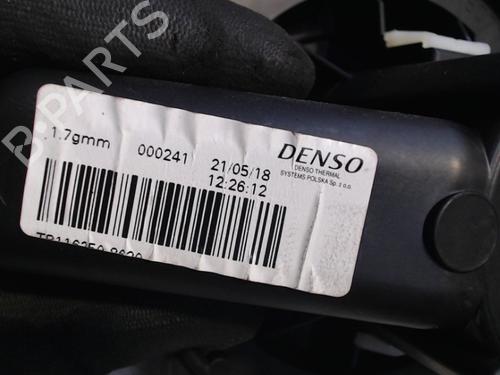 B-PARTS
1.7gmm 000241 21/05/18 DENSO
12:26:12 DENSO THERMAL
SYSTEMS POLSKA Sp. z o.o.